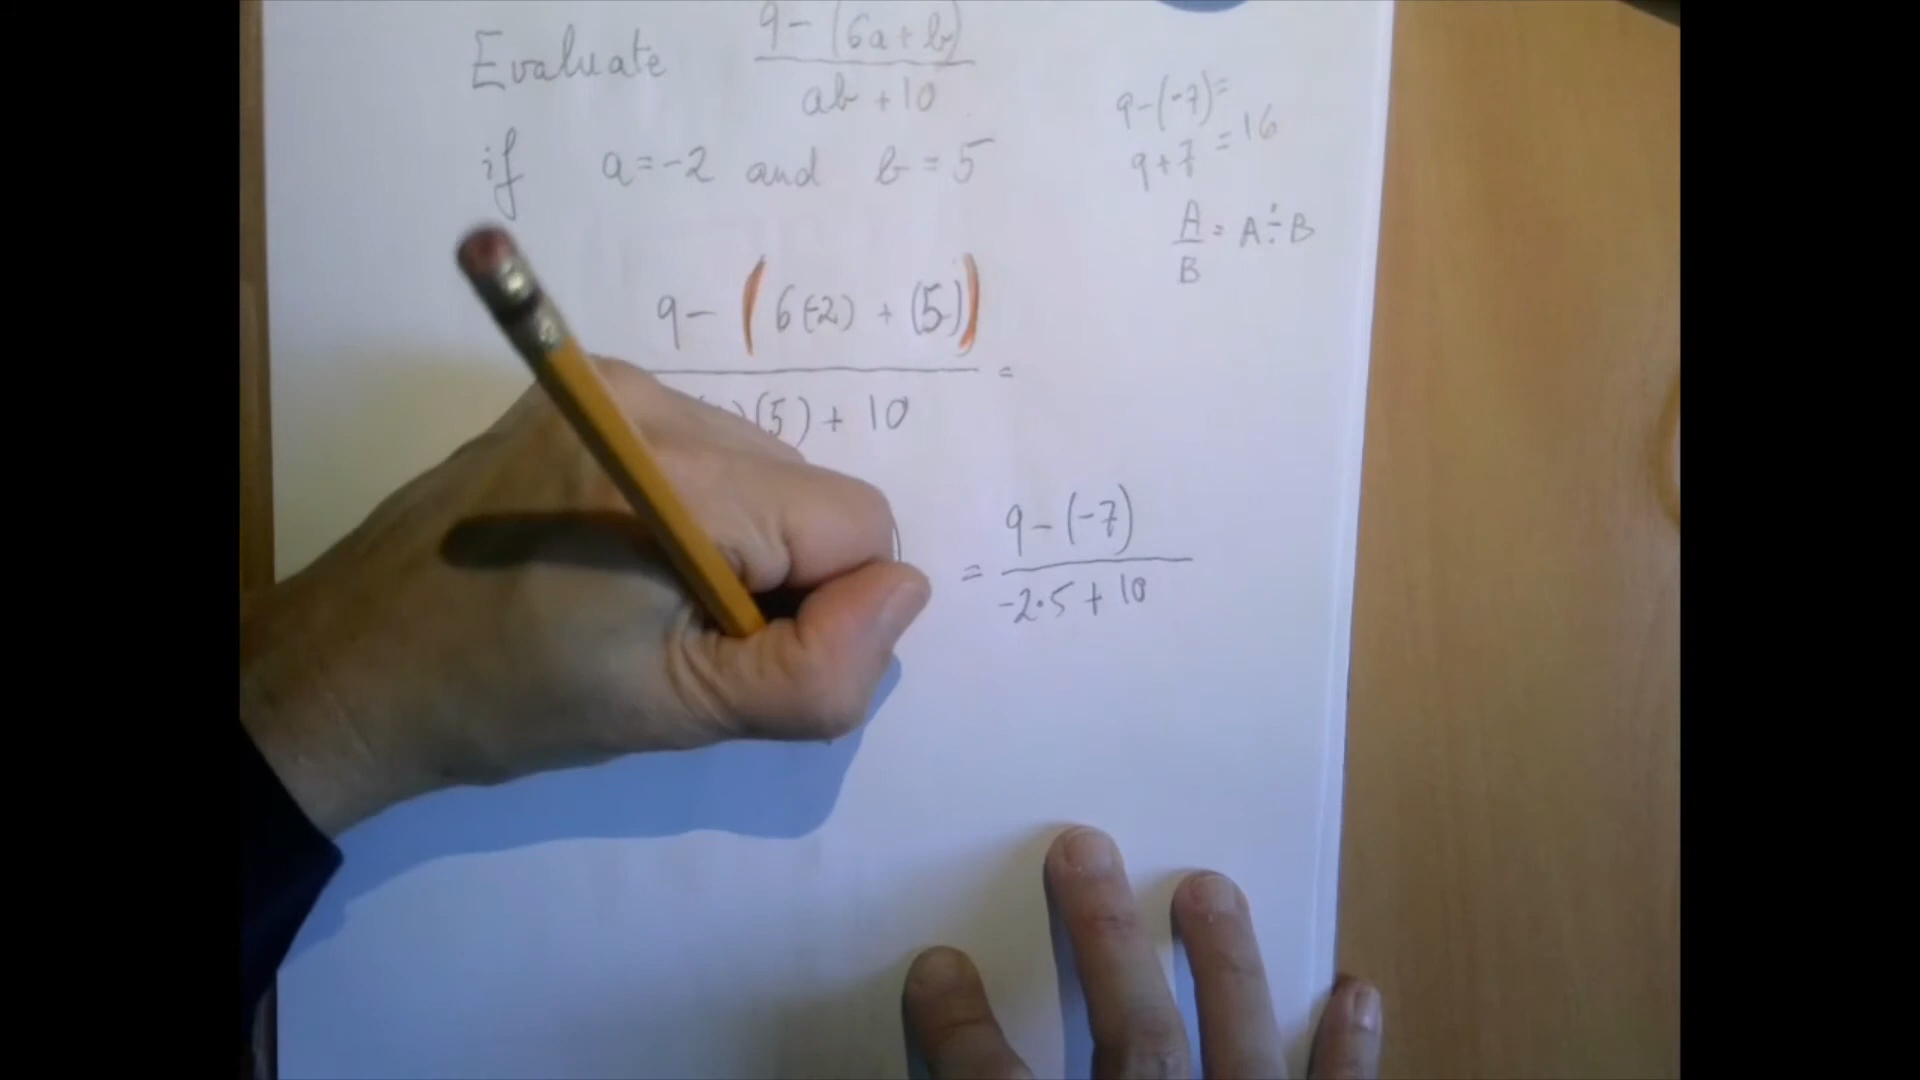 Evaluate 9 - (6a + b)
ab + 10
if a = -2 and b = 5
9 - (-7) =
9 + 7 = 16
A/B = A ÷ B
9 - ( 6(-2) + (5) )
=
)(5) + 10
)
= 9 - (-7)
-2·5 + 10